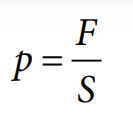 p = F/S